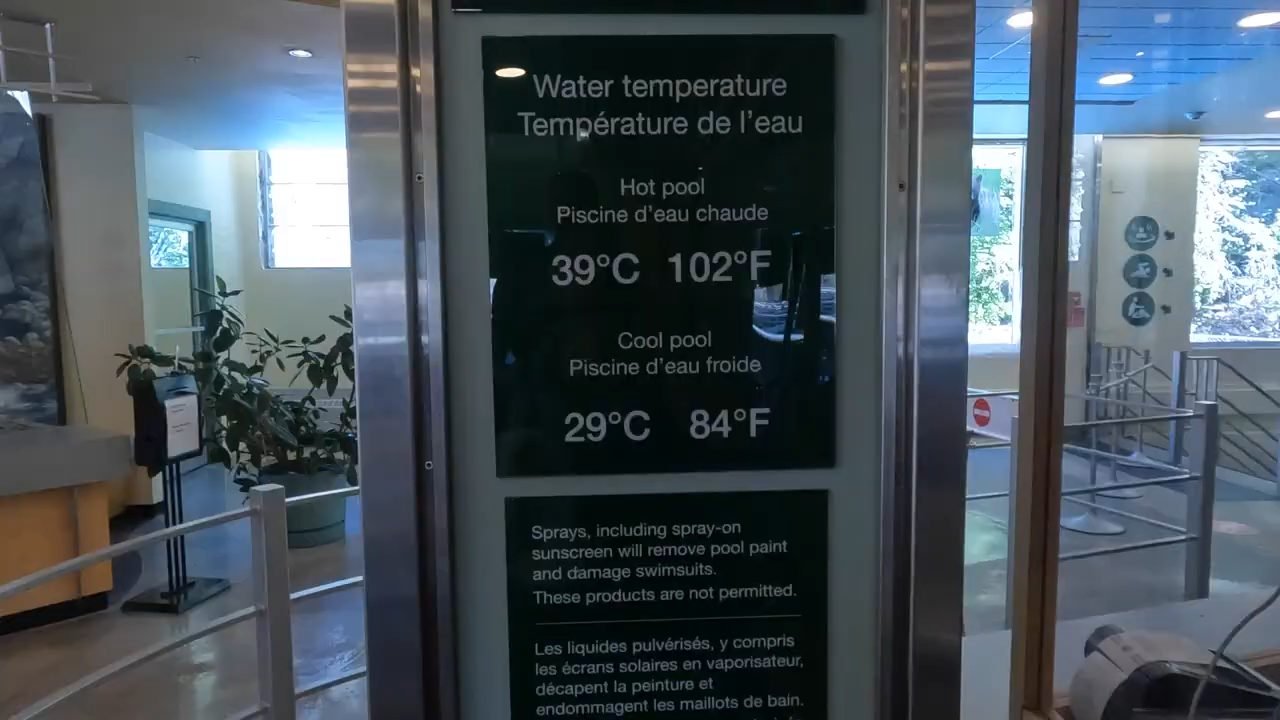 Water temperature
Température de l'eau
Hot pool
Piscine d'eau chaude
39°C 102°F
Cool pool
Piscine d'eau froide
29°C 84°F
Sprays, including spray-on
sunscreen will remove pool paint
and damage swimsuits.
These products are not permitted.
Les liquides pulvérisés, y compris
les écrans solaires en vaporisateur,
décapent la peinture et
endommagent les maillots de bain.